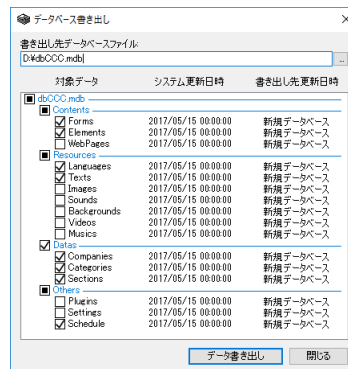 データベース書き出し
書き出し先データベースファイル
D:¥dbCCC.mdb
...
対象データ システム更新日時 書き出し先更新日時
dbCCC.mdb
Contents
Forms 2017/05/15 00:00:00 新規データベース
Elements 2017/05/15 00:00:00 新規データベース
WebPages 2017/05/15 00:00:00 新規データベース
Resources
Languages 2017/05/15 00:00:00 新規データベース
Texts 2017/05/15 00:00:00 新規データベース
Images 2017/05/15 00:00:00 新規データベース
Sounds 2017/05/15 00:00:00 新規データベース
Backgrounds 2017/05/15 00:00:00 新規データベース
Videos 2017/05/15 00:00:00 新規データベース
Musics 2017/05/15 00:00:00 新規データベース
Datas
Companies 2017/05/15 00:00:00 新規データベース
Categories 2017/05/15 00:00:00 新規データベース
Sections 2017/05/15 00:00:00 新規データベース
Others
Plugins 2017/05/15 00:00:00 新規データベース
Settings 2017/05/15 00:00:00 新規データベース
Schedule 2017/05/15 00:00:00 新規データベース
データ書き出し 閉じる